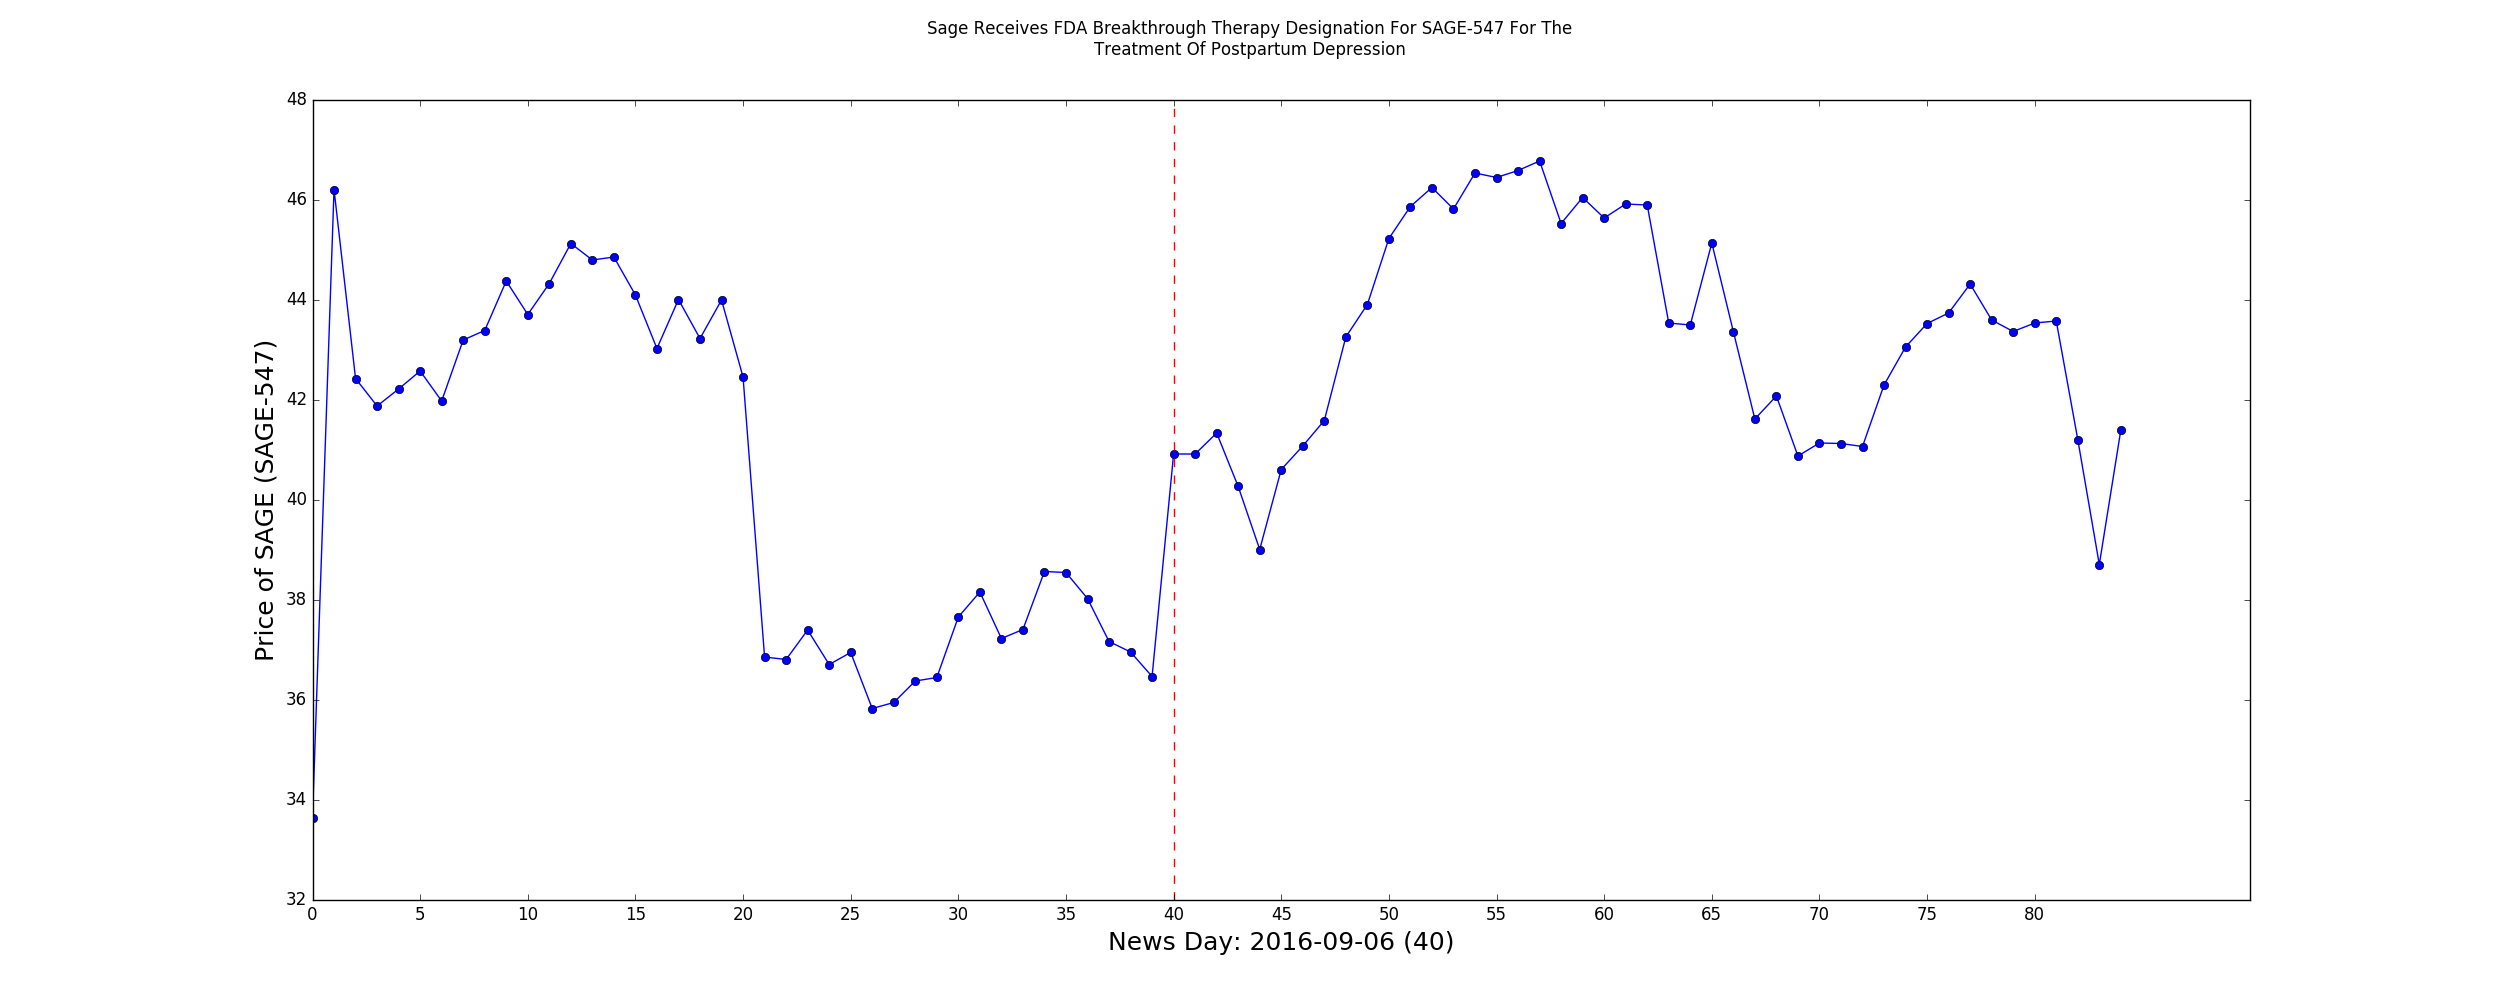 Sage Receives FDA Breakthrough Therapy Designation For SAGE-547 For The
Treatment Of Postpartum Depression
Price of SAGE (SAGE-547)
48
46
44
42
40
38
36
34
32
0 5 10 15 20 25 30 35 40 45 50 55 60 65 70 75 80
News Day: 2016-09-06 (40)